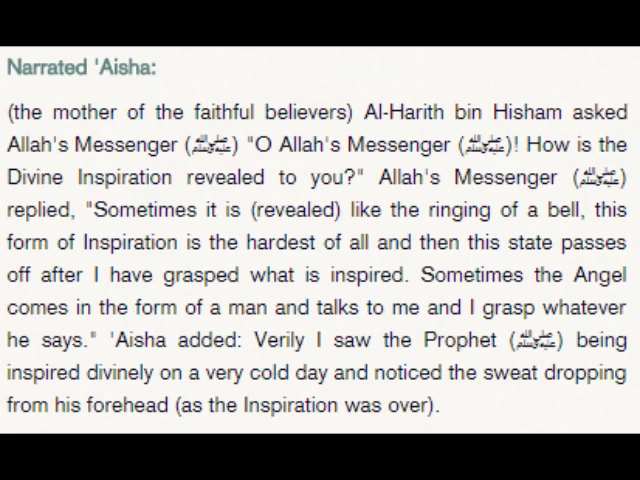 Narrated 'Aisha:
(the mother of the faithful believers) Al-Harith bin Hisham asked
Allah's Messenger (ﷺ) "O Allah's Messenger (ﷺ)! How is the
Divine Inspiration revealed to you?" Allah's Messenger (ﷺ)
replied, "Sometimes it is (revealed) like the ringing of a bell, this
form of Inspiration is the hardest of all and then this state passes
off after I have grasped what is inspired. Sometimes the Angel
comes in the form of a man and talks to me and I grasp whatever
he says." 'Aisha added: Verily I saw the Prophet (ﷺ) being
inspired divinely on a very cold day and noticed the sweat dropping
from his forehead (as the Inspiration was over).